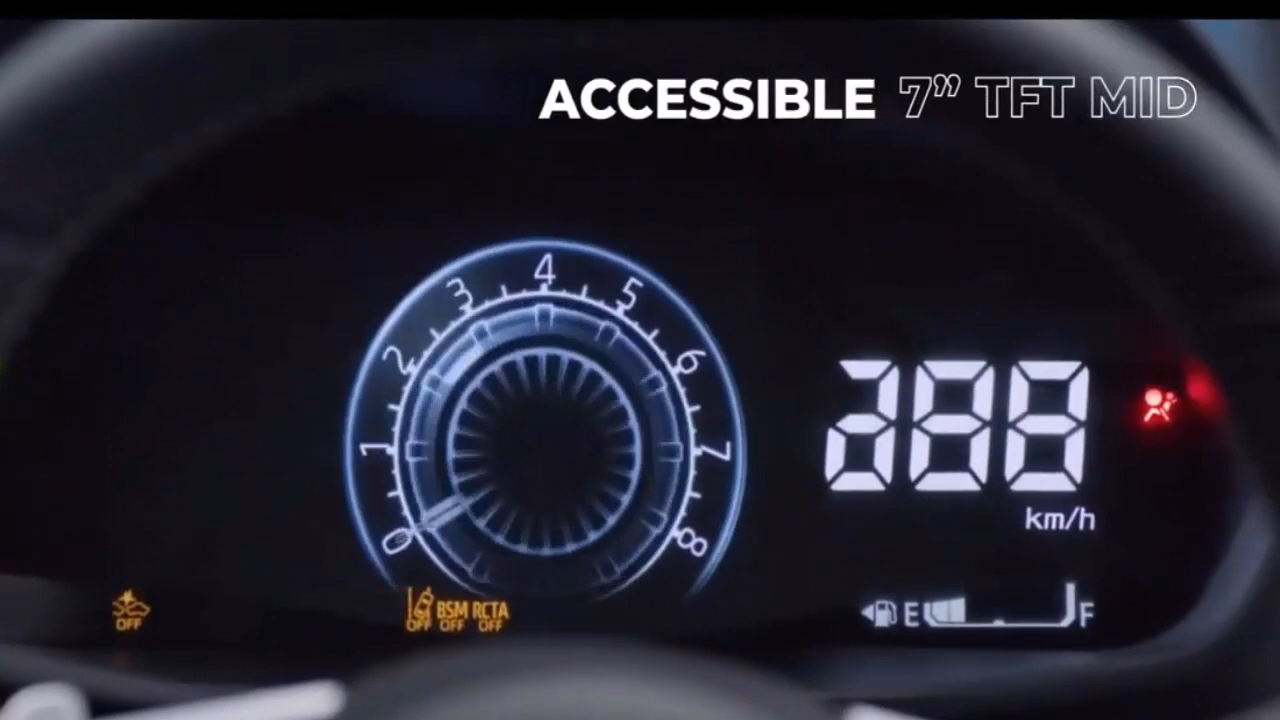 ACCESSIBLE 7” TFT MID
0 1 2 3 4 5 6 7 8
288
km/h
OFF
OFF BSM OFF RCTA OFF
E F